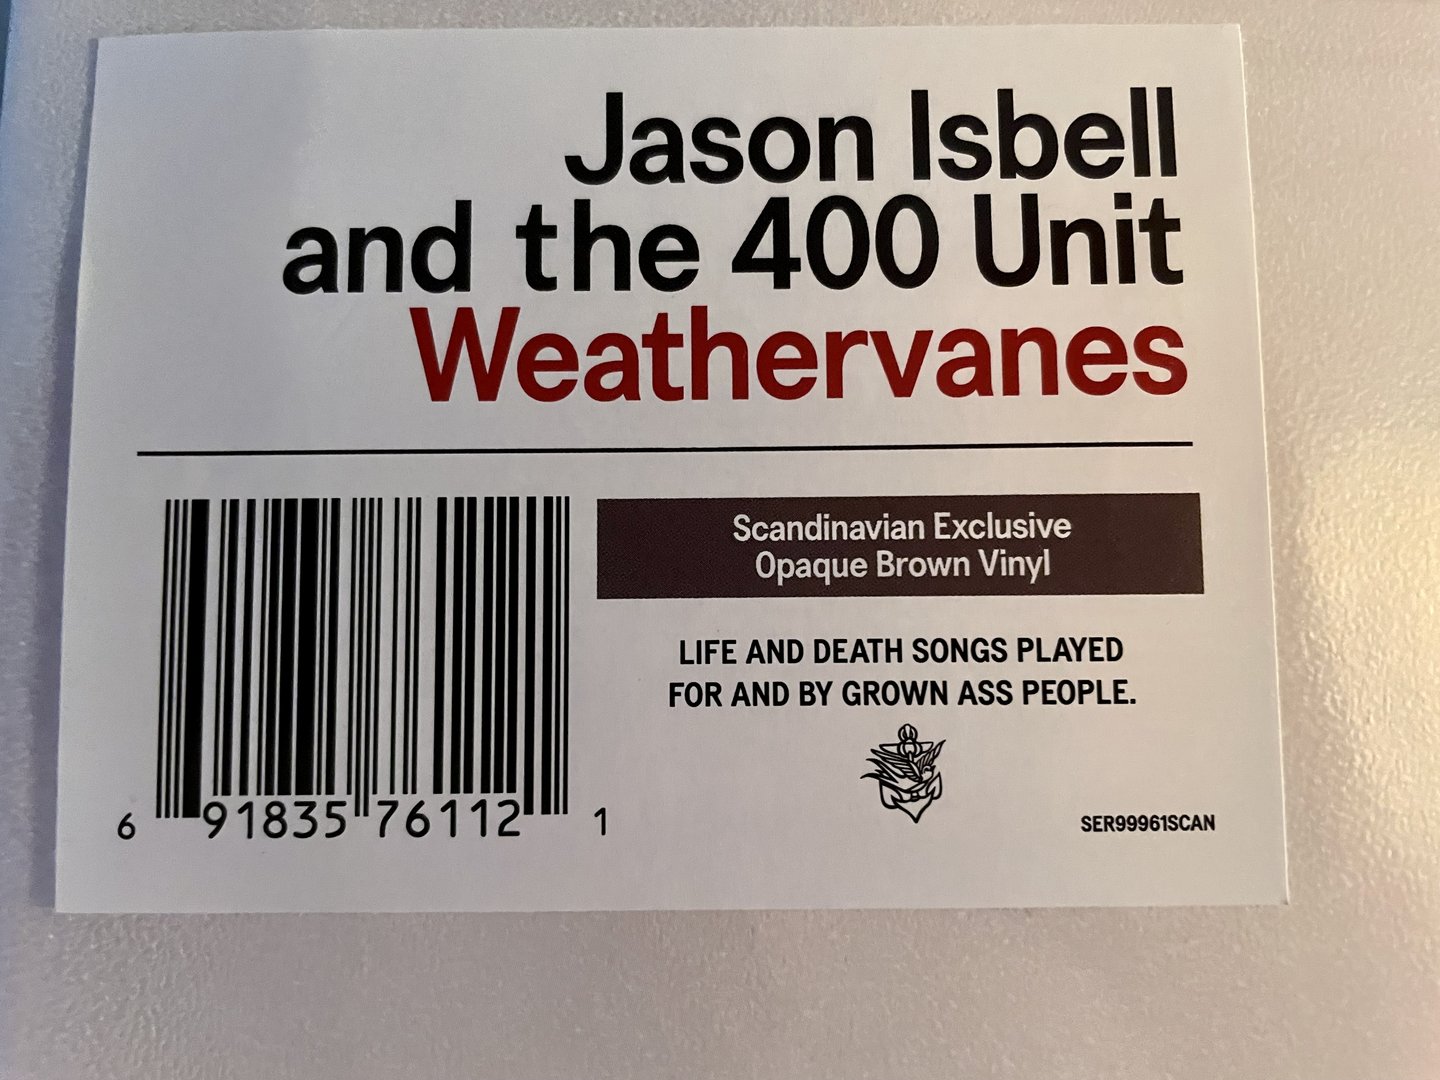 Jason Isbell
and the 400 Unit
Weathervanes
Scandinavian Exclusive
Opaque Brown Vinyl
LIFE AND DEATH SONGS PLAYED
FOR AND BY GROWN ASS PEOPLE.
6 91835 76112 1
SER99961SCAN